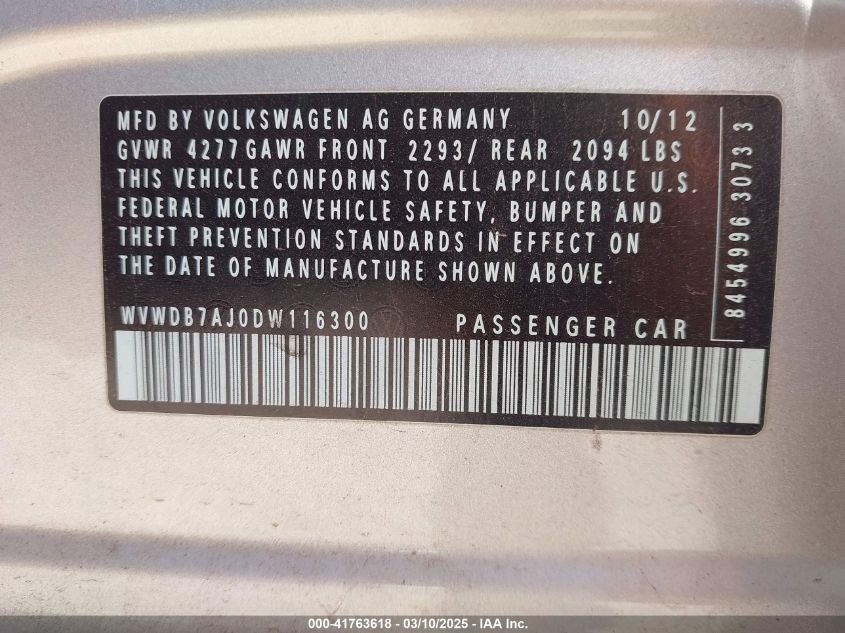 MFD BY VOLKSWAGEN AG GERMANY 10/12
GVWR 4277 GAWR FRONT 2293/ REAR 2094 LBS
THIS VEHICLE CONFORMS TO ALL APPLICABLE U.S.
FEDERAL MOTOR VEHICLE SAFETY, BUMPER AND
THEFT PREVENTION STANDARDS IN EFFECT ON
THE DATE OF MANUFACTURE SHOWN ABOVE.
WVWDB7AJ0DW116300 PASSENGER CAR
8454996 3073 3
000-41763618 - 03/10/2025 - IAA Inc.